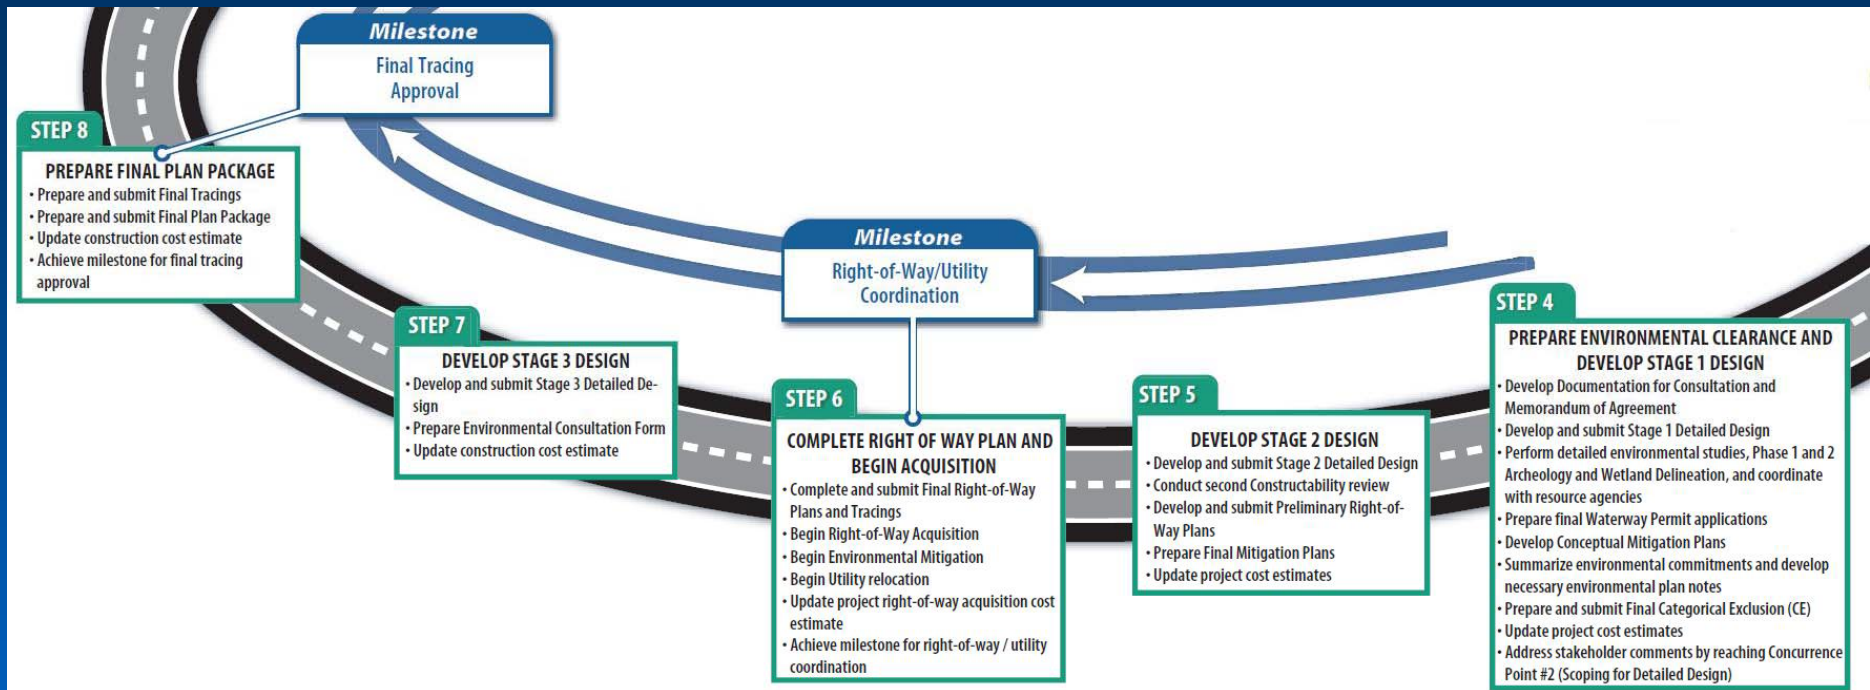 Milestone
Final Tracing
Approval
STEP 8
PREPARE FINAL PLAN PACKAGE
• Prepare and submit Final Tracings
• Prepare and submit Final Plan Package
• Update construction cost estimate
• Achieve milestone for final tracing
approval
Milestone
Right-of-Way/Utility
Coordination
STEP 7
DEVELOP STAGE 3 DESIGN
• Develop and submit Stage 3 Detailed De-
sign
• Prepare Environmental Consultation Form
• Update construction cost estimate
STEP 6
COMPLETE RIGHT OF WAY PLAN AND
BEGIN ACQUISITION
• Complete and submit Final Right-of-Way
Plans and Tracings
• Begin Right-of-Way Acquisition
• Begin Environmental Mitigation
• Begin Utility relocation
• Update project right-of-way acquisition cost
estimate
• Achieve milestone for right-of-way / utility
coordination
STEP 5
DEVELOP STAGE 2 DESIGN
• Develop and submit Stage 2 Detailed Design
• Conduct second Constructability review
• Develop and submit Preliminary Right-of-
Way Plans
• Prepare Final Mitigation Plans
• Update project cost estimates
STEP 4
PREPARE ENVIRONMENTAL CLEARANCE AND
DEVELOP STAGE 1 DESIGN
• Develop Documentation for Consultation and
Memorandum of Agreement
• Develop and submit Stage 1 Detailed Design
• Perform detailed environmental studies, Phase 1 and 2
Archeology and Wetland Delineation, and coordinate
with resource agencies
• Prepare final Waterway Permit applications
• Develop Conceptual Mitigation Plans
• Summarize environmental commitments and develop
necessary environmental plan notes
• Prepare and submit Final Categorical Exclusion (CE)
• Update project cost estimates
• Address stakeholder comments by reaching Concurrence
Point #2 (Scoping for Detailed Design)